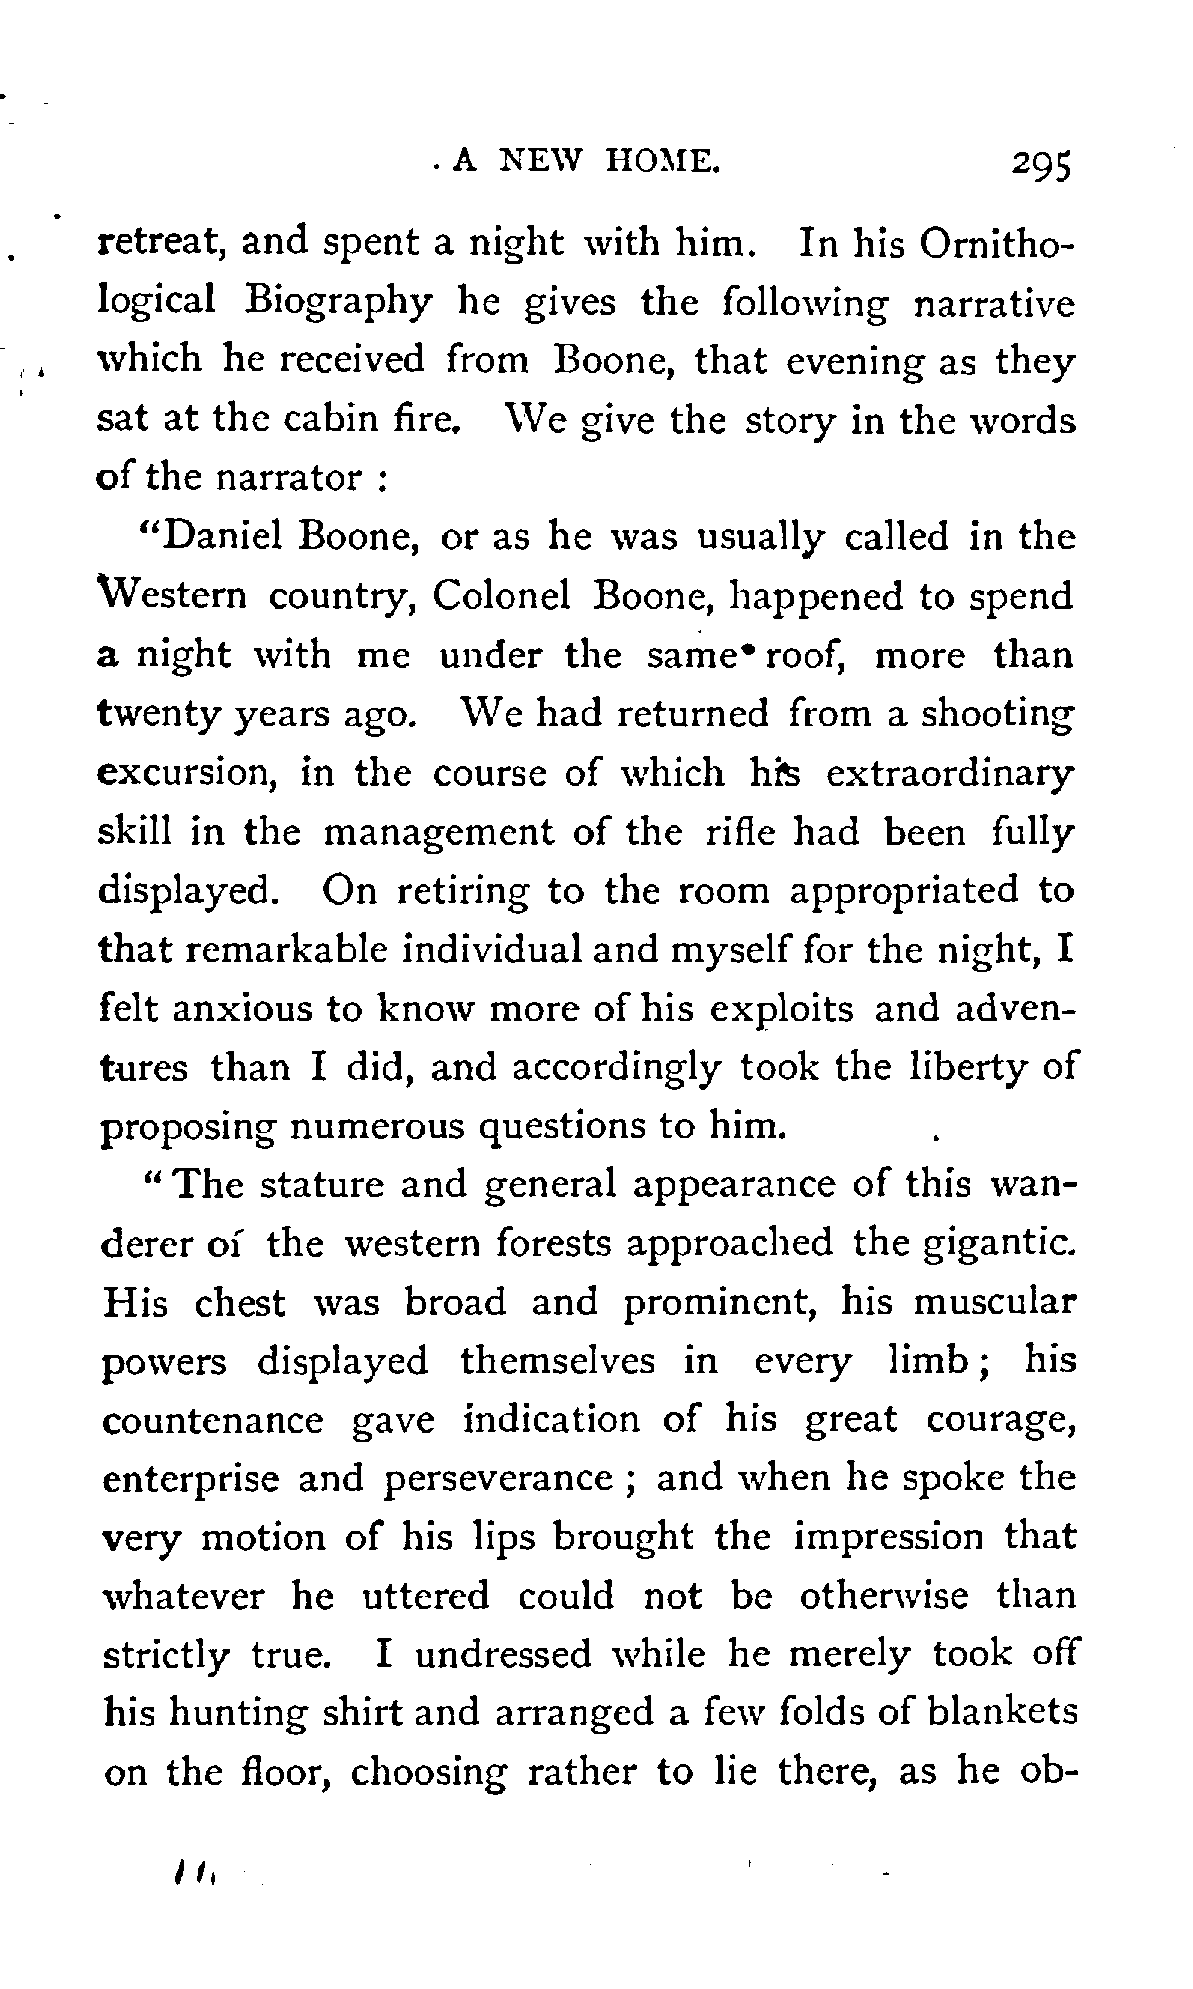 A NEW HOME. 295
retreat, and spent a night with him. In his Ornitho-
logical Biography he gives the following narrative
which he received from Boone, that evening as they
sat at the cabin fire. We give the story in the words
of the narrator :
"Daniel Boone, or as he was usually called in the
Western country, Colonel Boone, happened to spend
a night with me under the same roof, more than
twenty years ago. We had returned from a shooting
excursion, in the course of which his extraordinary
skill in the management of the rifle had been fully
displayed. On retiring to the room appropriated to
that remarkable individual and myself for the night, I
felt anxious to know more of his exploits and adven-
tures than I did, and accordingly took the liberty of
proposing numerous questions to him.
" The stature and general appearance of this wan-
derer of the western forests approached the gigantic.
His chest was broad and prominent, his muscular
powers displayed themselves in every limb ; his
countenance gave indication of his great courage,
enterprise and perseverance ; and when he spoke the
very motion of his lips brought the impression that
whatever he uttered could not be otherwise than
strictly true. I undressed while he merely took off
his hunting shirt and arranged a few folds of blankets
on the floor, choosing rather to lie there, as he ob-